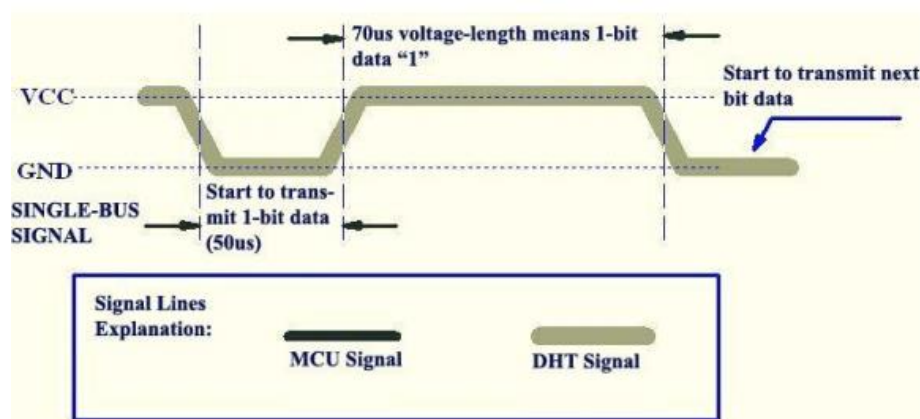 70us voltage-length means 1-bit
data “1”
Start to transmit next
bit data
VCC
GND
Start to trans-
mit 1-bit data
(50us)
SINGLE-BUS
SIGNAL
Signal Lines
Explanation:
MCU Signal
DHT Signal